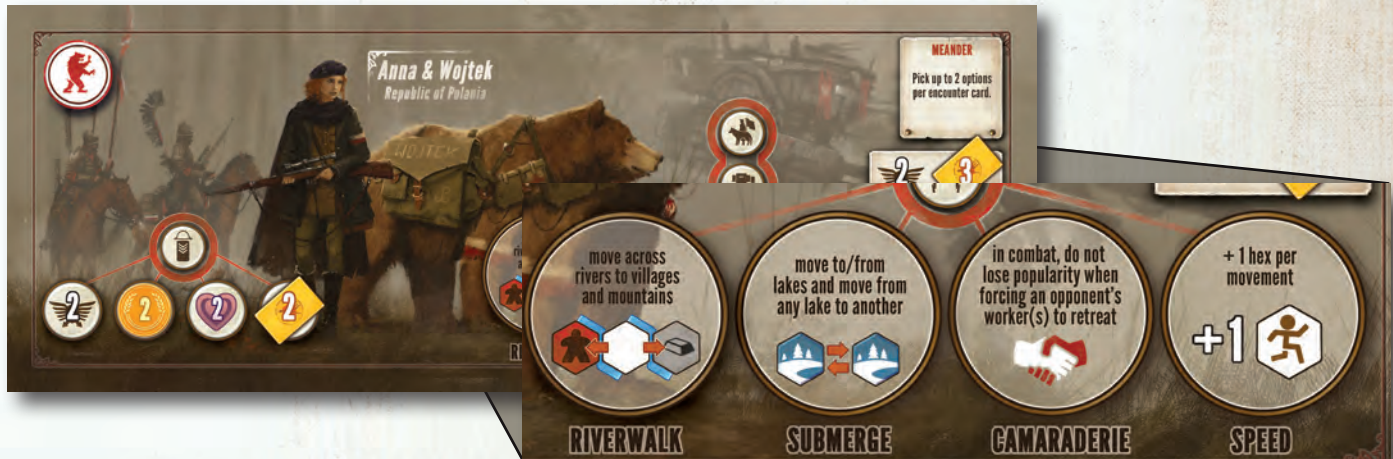 Anna & Wojtek
Republic of Polania
MEANDER
Pick up to 2 options
per encounter card.
WOJTEK
2
3
2
2
2
2
move across
rivers to villages
and mountains
move to/from
lakes and move from
any lake to another
in combat, do not
lose popularity when
forcing an opponent's
worker(s) to retreat
+ 1 hex per
movement
+1
RIVERWALK
SUBMERGE
CAMARADERIE
SPEED